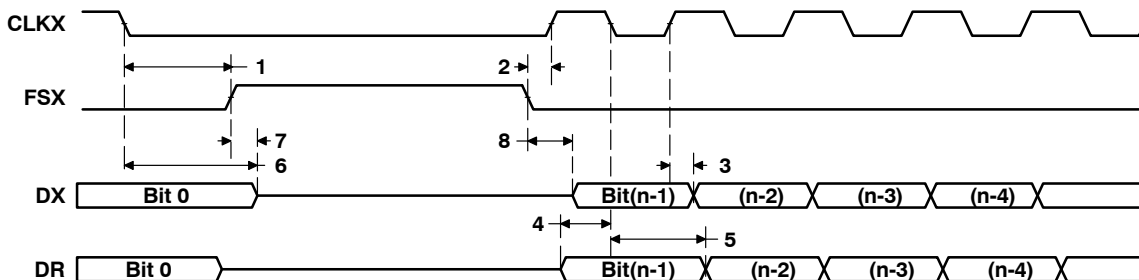 CLKX
1
2
FSX
7
8
6
3
DX
Bit 0
Bit(n-1)
(n-2)
(n-3)
(n-4)
4
5
DR
Bit 0
Bit(n-1)
(n-2)
(n-3)
(n-4)